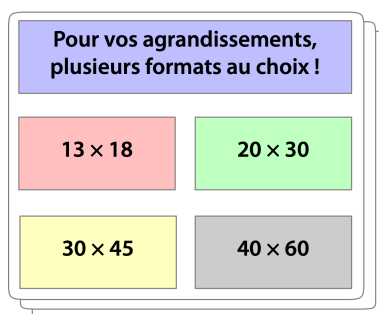 Pour vos agrandissements,
plusieurs formats au choix !
13 × 18
20 × 30
30 × 45
40 × 60